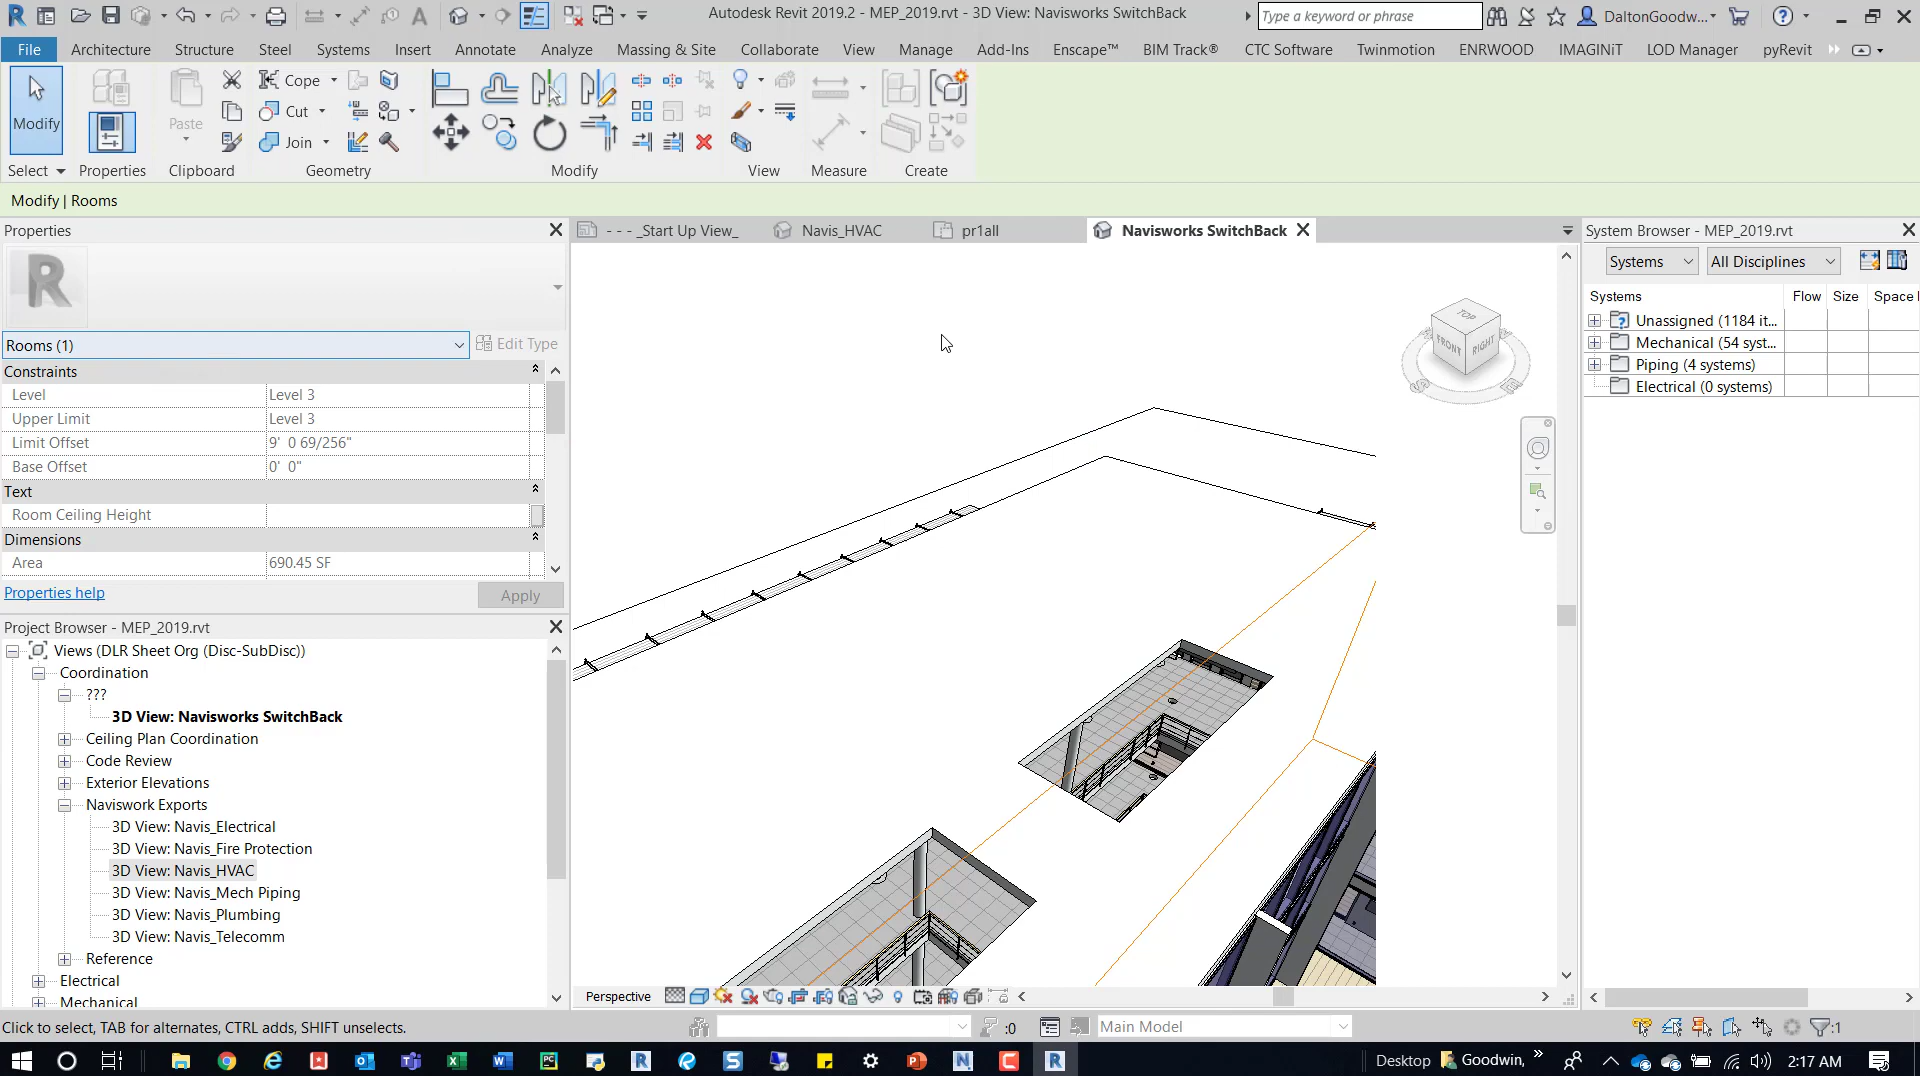 Autodesk Revit 2019.2 - MEP_2019.rvt - 3D View: Navisworks SwitchBack
Type a keyword or phrase
DaltonGoodw...
File Architecture Structure Steel Systems Insert Annotate Analyze Massing & Site Collaborate View Manage Add-Ins Enscape™ BIM Track® CTC Software Twinmotion ENRWOOD IMAGINiT LOD Manager pyRevit
Modify
Paste
Cope
Cut
Join
Select Properties Clipboard Geometry Modify View Measure Create
Modify | Rooms
Properties
- - - _Start Up View_
Navis_HVAC
pr1all
Navisworks SwitchBack
System Browser - MEP_2019.rvt
Rooms (1)
Edit Type
Constraints
Level Level 3
Upper Limit Level 3
Limit Offset 9' 0 69/256"
Base Offset 0' 0"
Text
Room Ceiling Height
Dimensions
Area 690.45 SF
Properties help
Apply
Project Browser - MEP_2019.rvt
Views (DLR Sheet Org (Disc-SubDisc))
Coordination
???
3D View: Navisworks SwitchBack
Ceiling Plan Coordination
Code Review
Exterior Elevations
Naviswork Exports
3D View: Navis_Electrical
3D View: Navis_Fire Protection
3D View: Navis_HVAC
3D View: Navis_Mech Piping
3D View: Navis_Plumbing
3D View: Navis_Telecomm
Reference
Electrical
Mechanical
TOP
FRONT
RIGHT
Systems
All Disciplines
Systems Flow Size Space
Unassigned (1184 it...
Mechanical (54 syst...
Piping (4 systems)
Electrical (0 systems)
Perspective
Click to select, TAB for alternates, CTRL adds, SHIFT unselects.
:0
Main Model
:1
Desktop
Goodwin,
2:17 AM